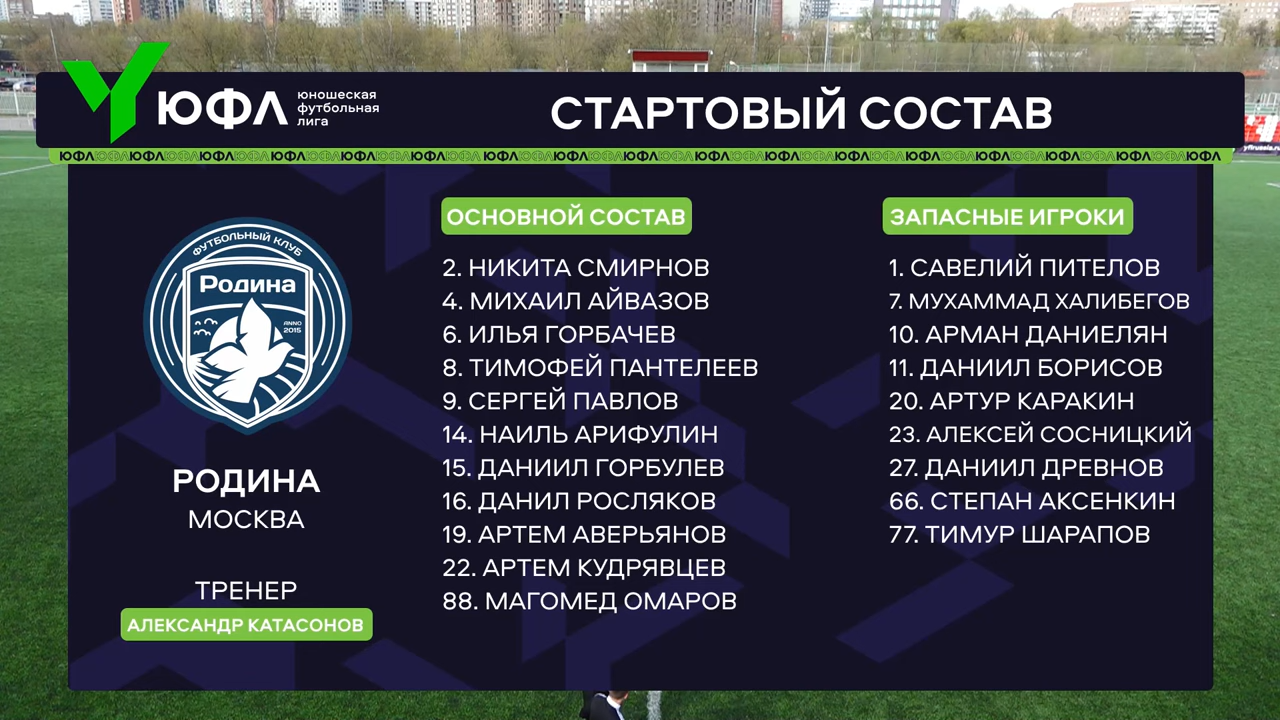 ЮФЛ
юношеская
футбольная
лига
СТАРТОВЫЙ СОСТАВ
ЮФЛЮФЛЮФЛЮФЛЮФЛЮФЛЮФЛЮФЛЮФЛЮФЛЮФЛЮФЛЮФЛЮФЛЮФЛЮФЛЮФЛЮФЛЮФЛЮФЛЮФЛЮФЛЮФЛЮФЛЮФЛЮФЛЮФЛЮФЛЮФЛЮФЛЮФЛЮФЛЮФЛ
yflrussia.ru
ФУТБОЛЬНЫЙ КЛУБ
Родина
ANNO
2015
РОДИНА
МОСКВА
ТРЕНЕР
АЛЕКСАНДР КАТАСОНОВ
ОСНОВНОЙ СОСТАВ
2. НИКИТА СМИРНОВ
4. МИХАИЛ АЙВАЗОВ
6. ИЛЬЯ ГОРБАЧЕВ
8. ТИМОФЕЙ ПАНТЕЛЕЕВ
9. СЕРГЕЙ ПАВЛОВ
14. НАИЛЬ АРИФУЛИН
15. ДАНИИЛ ГОРБУЛЕВ
16. ДАНИЛ РОСЛЯКОВ
19. АРТЕМ АВЕРЬЯНОВ
22. АРТЕМ КУДРЯВЦЕВ
88. МАГОМЕД ОМАРОВ
ЗАПАСНЫЕ ИГРОКИ
1. САВЕЛИЙ ПИТЕЛОВ
7. МУХАММАД ХАЛИБЕГОВ
10. АРМАН ДАНИЕЛЯН
11. ДАНИИЛ БОРИСОВ
20. АРТУР КАРАКИН
23. АЛЕКСЕЙ СОСНИЦКИЙ
27. ДАНИИЛ ДРЕВНОВ
66. СТЕПАН АКСЕНКИН
77. ТИМУР ШАРАПОВ